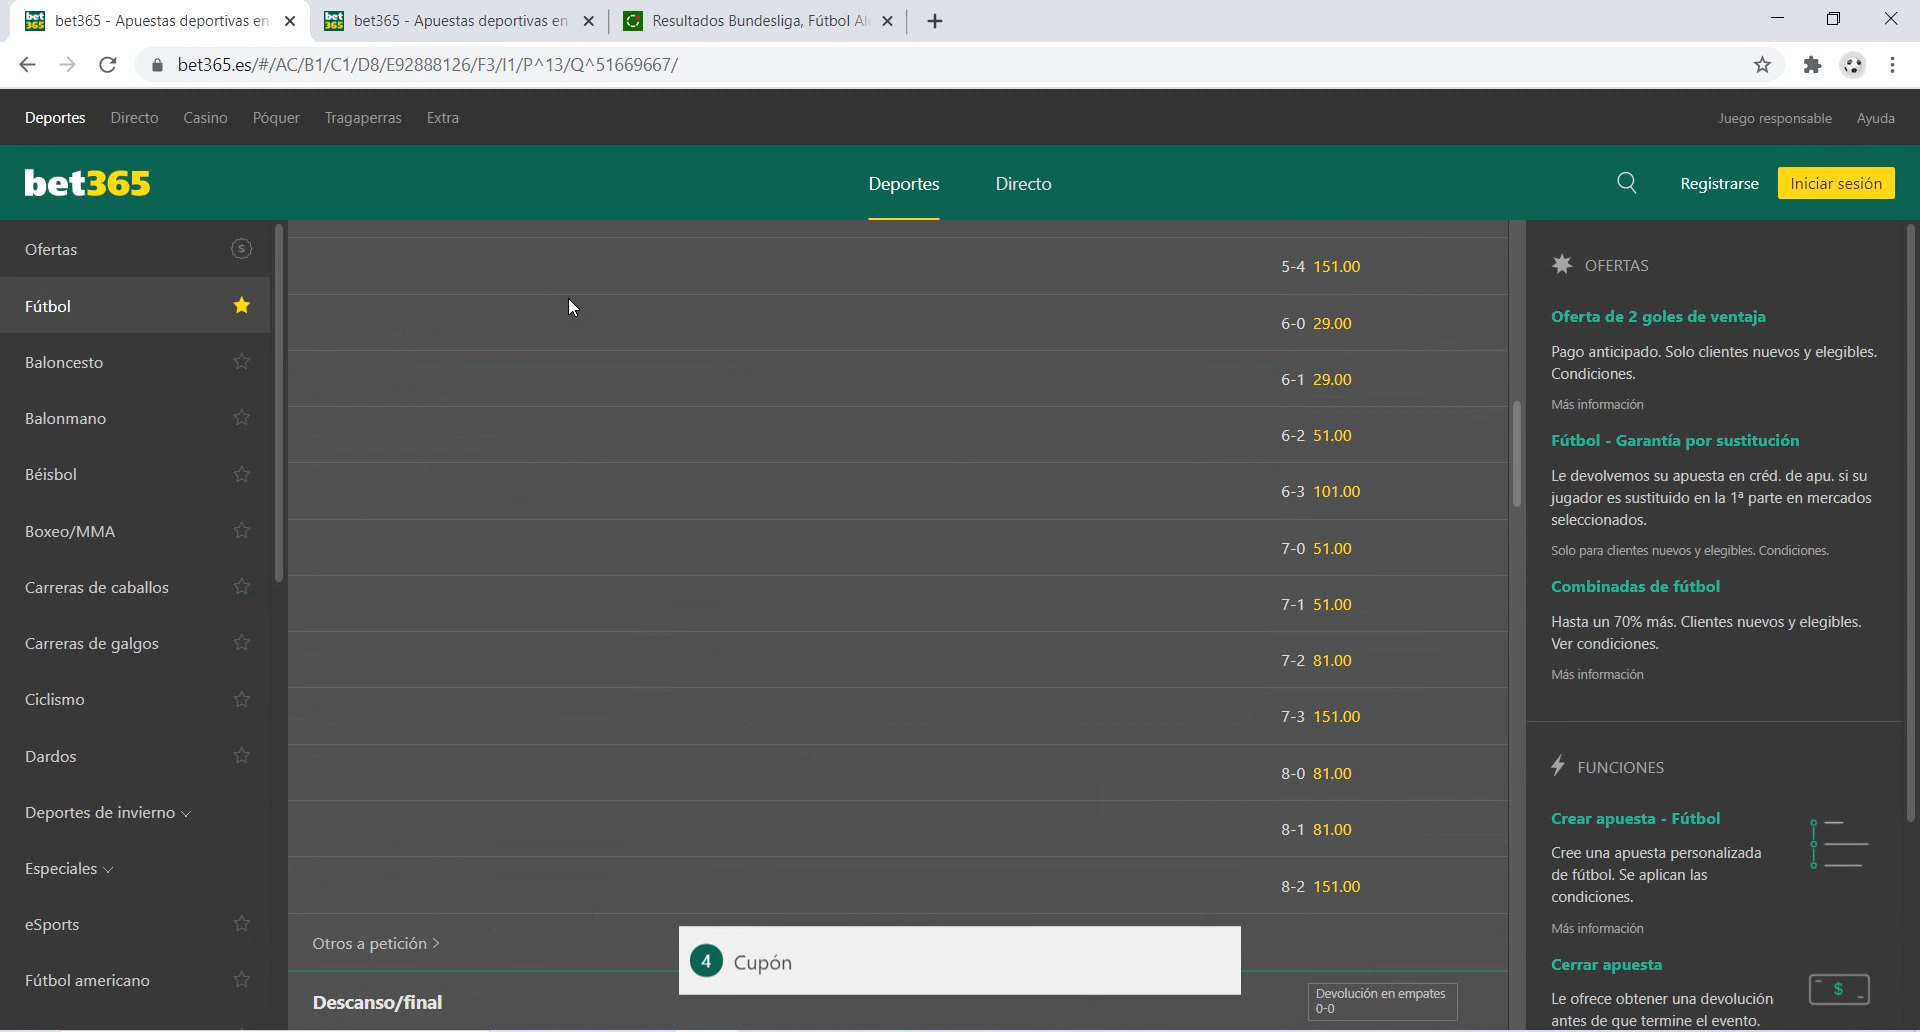 bet365 - Apuestas deportivas en
bet365 - Apuestas deportivas en
Resultados Bundesliga, Fútbol Al
bet365.es/#/AC/B1/C1/D8/E92888126/F3/I1/P^13/Q^51669667/
Deportes Directo Casino Póquer Tragaperras Extra
Juego responsable Ayuda
bet365
Deportes Directo
Registrarse Iniciar sesión
Ofertas
Fútbol
Baloncesto
Balonmano
Béisbol
Boxeo/MMA
Carreras de caballos
Carreras de galgos
Ciclismo
Dardos
Deportes de invierno
Especiales
eSports
Fútbol americano
5-4 151.00
6-0 29.00
6-1 29.00
6-2 51.00
6-3 101.00
7-0 51.00
7-1 51.00
7-2 81.00
7-3 151.00
8-0 81.00
8-1 81.00
8-2 151.00
Otros a petición >
4 Cupón
Descanso/final
Devolución en empates
0-0
OFERTAS
Oferta de 2 goles de ventaja
Pago anticipado. Solo clientes nuevos y elegibles.
Condiciones.
Más información
Fútbol - Garantía por sustitución
Le devolvemos su apuesta en créd. de apu. si su
jugador es sustituido en la 1ª parte en mercados
seleccionados.
Solo para clientes nuevos y elegibles. Condiciones.
Combinadas de fútbol
Hasta un 70% más. Clientes nuevos y elegibles.
Ver condiciones.
Más información
FUNCIONES
Crear apuesta - Fútbol
Cree una apuesta personalizada
de fútbol. Se aplican las
condiciones.
Más información
Cerrar apuesta
Le ofrece obtener una devolución
antes de que termine el evento.